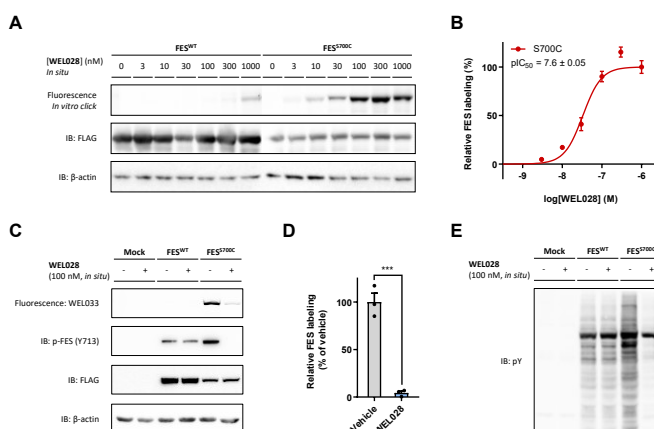 A
FES^WT FES^S700C
[WEL028] (nM) 0 3 10 30 100 300 1000 0 3 10 30 100 300 1000
In situ
Fluorescence
In vitro click
IB: FLAG
IB: β-actin
B
Relative FES labeling (%)
150
100
50
0
S700C
pIC50 = 7.6 ± 0.05
-9 -8 -7 -6
log[WEL028] (M)
C
Mock FES^WT FES^S700C
WEL028 - + - + - +
(100 nM, in situ)
Fluorescence: WEL033
IB: p-FES (Y713)
IB: FLAG
IB: β-actin
D
Relative FES labeling
(% of vehicle)
***
100
50
0
Vehicle
WEL028
E
Mock FES^WT FES^S700C
WEL028 - + - + -
(100 nM, in situ)
IB: pY